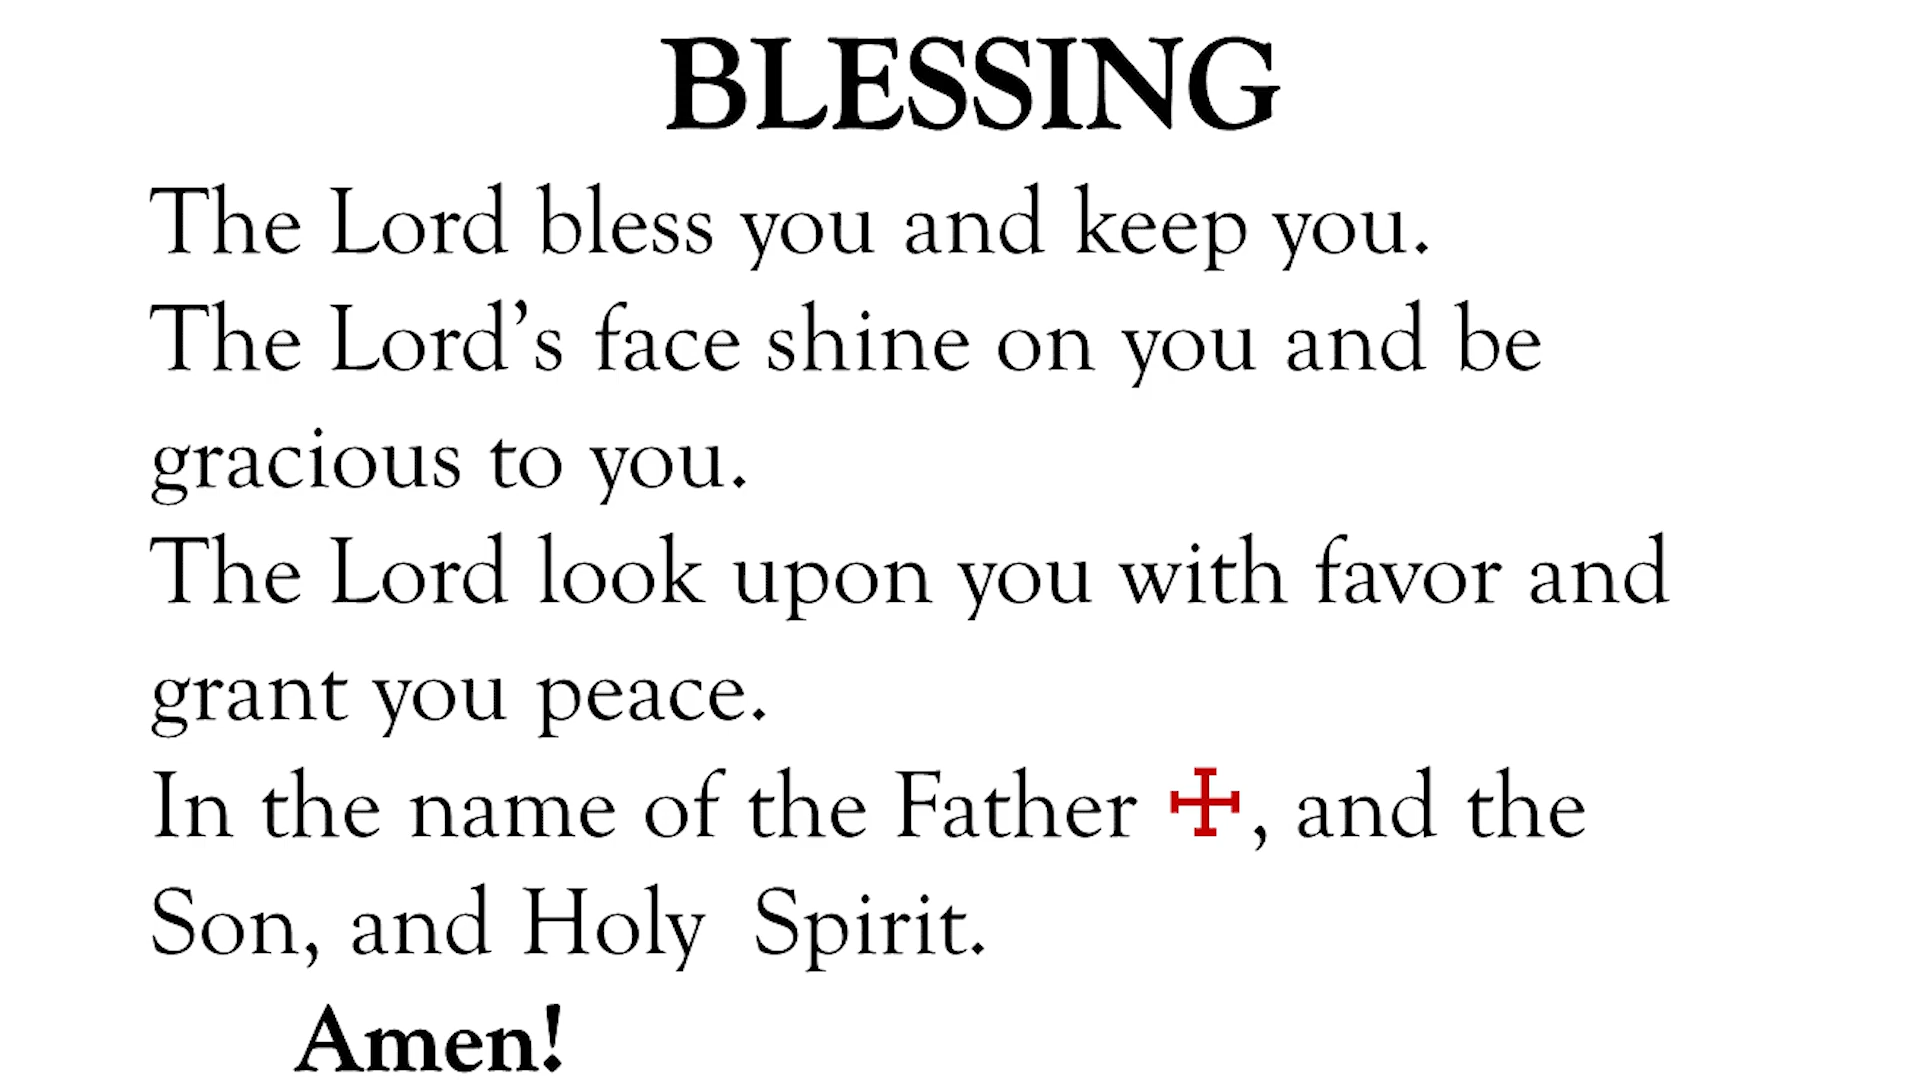 BLESSING
The Lord bless you and keep you.
The Lord’s face shine on you and be
gracious to you.
The Lord look upon you with favor and
grant you peace.
In the name of the Father ☩, and the
Son, and Holy  Spirit.
Amen!